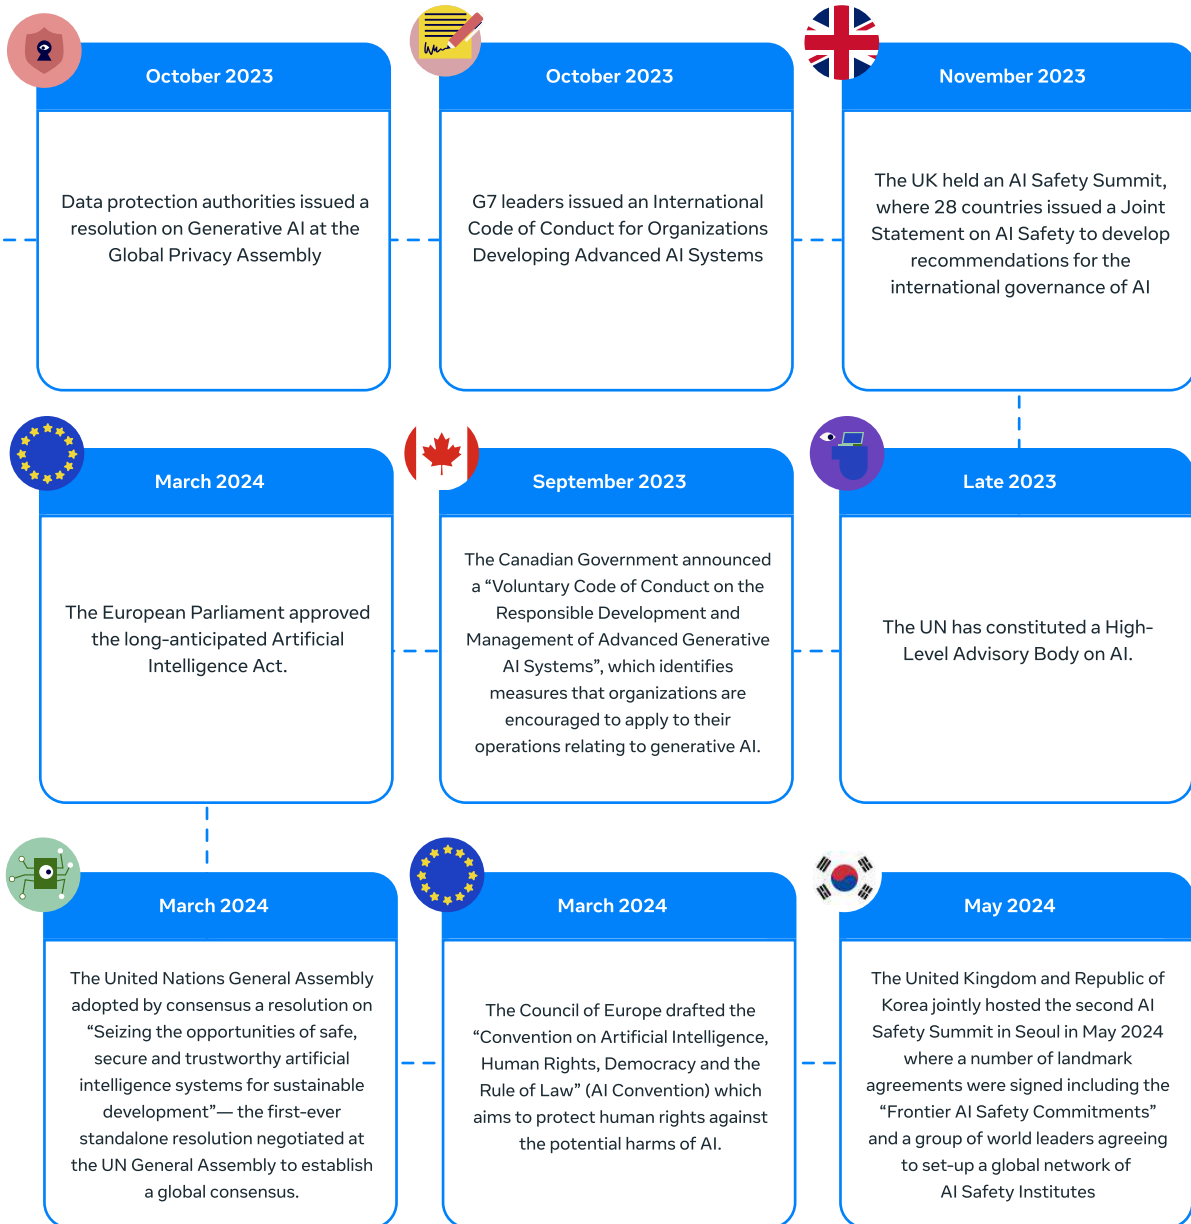 October 2023
Data protection authorities issued a
resolution on Generative AI at the
Global Privacy Assembly
October 2023
G7 leaders issued an International
Code of Conduct for Organizations
Developing Advanced AI Systems
November 2023
The UK held an AI Safety Summit,
where 28 countries issued a Joint
Statement on AI Safety to develop
recommendations for the
international governance of AI
March 2024
The European Parliament approved
the long-anticipated Artificial
Intelligence Act.
September 2023
The Canadian Government announced
a “Voluntary Code of Conduct on the
Responsible Development and
Management of Advanced Generative
AI Systems”, which identifies
measures that organizations are
encouraged to apply to their
operations relating to generative AI.
Late 2023
The UN has constituted a High-
Level Advisory Body on AI.
March 2024
The United Nations General Assembly
adopted by consensus a resolution on
“Seizing the opportunities of safe,
secure and trustworthy artificial
intelligence systems for sustainable
development”— the first-ever
standalone resolution negotiated at
the UN General Assembly to establish
a global consensus.
March 2024
The Council of Europe drafted the
“Convention on Artificial Intelligence,
Human Rights, Democracy and the
Rule of Law” (AI Convention) which
aims to protect human rights against
the potential harms of AI.
May 2024
The United Kingdom and Republic of
Korea jointly hosted the second AI
Safety Summit in Seoul in May 2024
where a number of landmark
agreements were signed including the
“Frontier AI Safety Commitments”
and a group of world leaders agreeing
to set-up a global network of
AI Safety Institutes